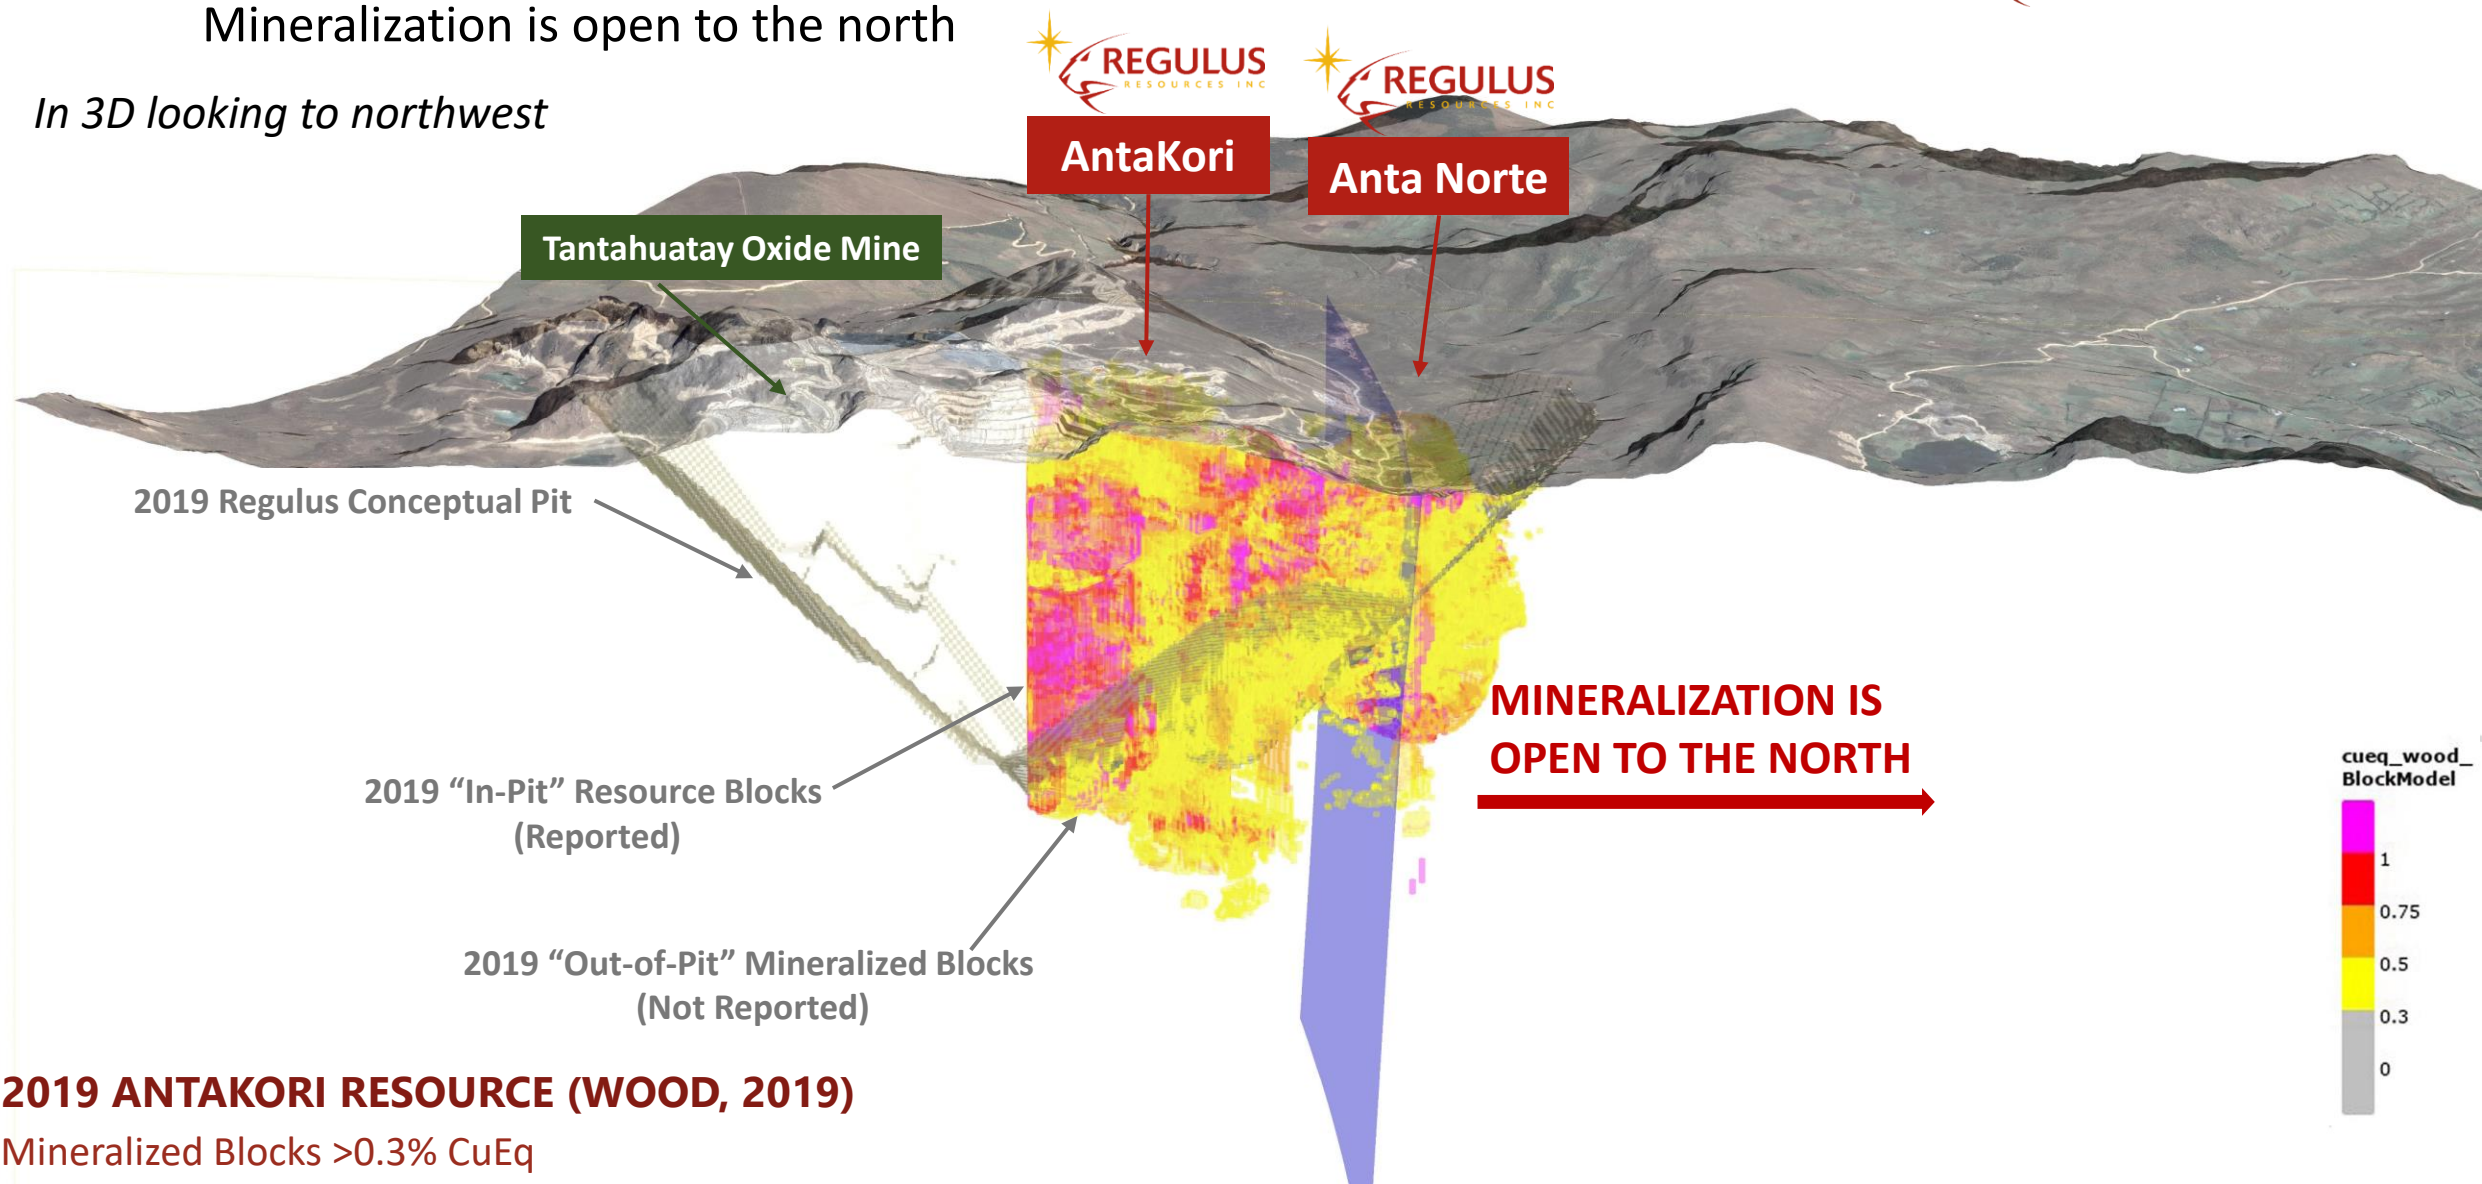 Mineralization is open to the north
In 3D looking to northwest
REGULUS
RESOURCES INC
REGULUS
RESOURCES INC
AntaKori
Anta Norte
Tantahuatay Oxide Mine
2019 Regulus Conceptual Pit
2019 “In-Pit” Resource Blocks
(Reported)
2019 “Out-of-Pit” Mineralized Blocks
(Not Reported)
MINERALIZATION IS
OPEN TO THE NORTH
cueq_wood_
BlockModel
1
0.75
0.5
0.3
0
2019 ANTAKORI RESOURCE (WOOD, 2019)
Mineralized Blocks >0.3% CuEq